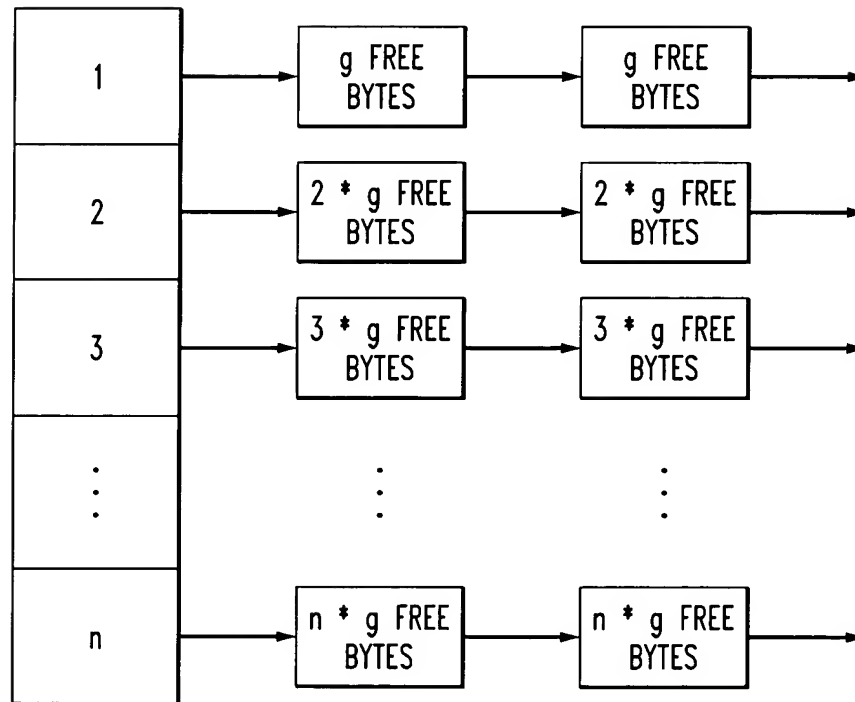 1
g FREE
BYTES
g FREE
BYTES
2
2 * g FREE
BYTES
2 * g FREE
BYTES
3
3 * g FREE
BYTES
3 * g FREE
BYTES
n
n * g FREE
BYTES
n * g FREE
BYTES